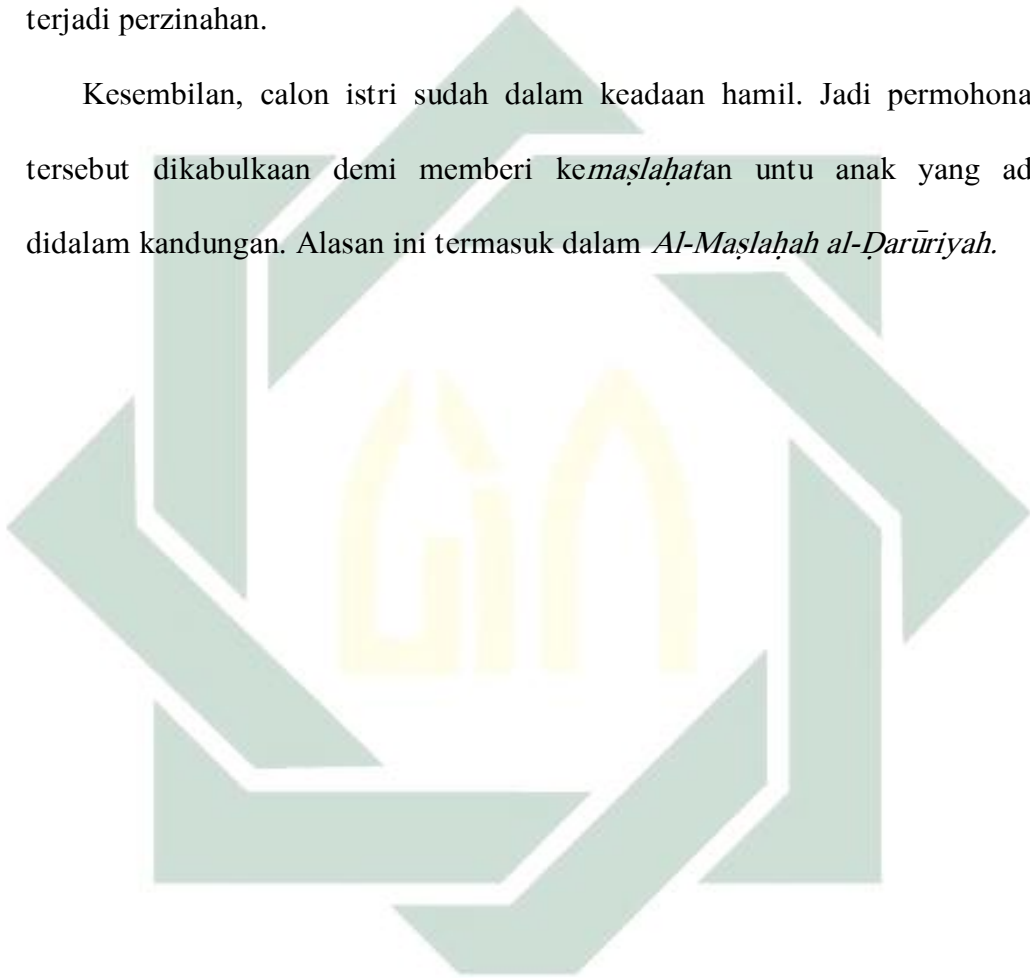 terjadi perzinahan.
Kesembilan, calon istri sudah dalam keadaan hamil. Jadi permohona
tersebut dikabulkaan demi memberi kemaṣlaḥatan untu anak yang ad
didalam kandungan. Alasan ini termasuk dalam Al-Maṣlaḥah al-Ḍarūriyah.